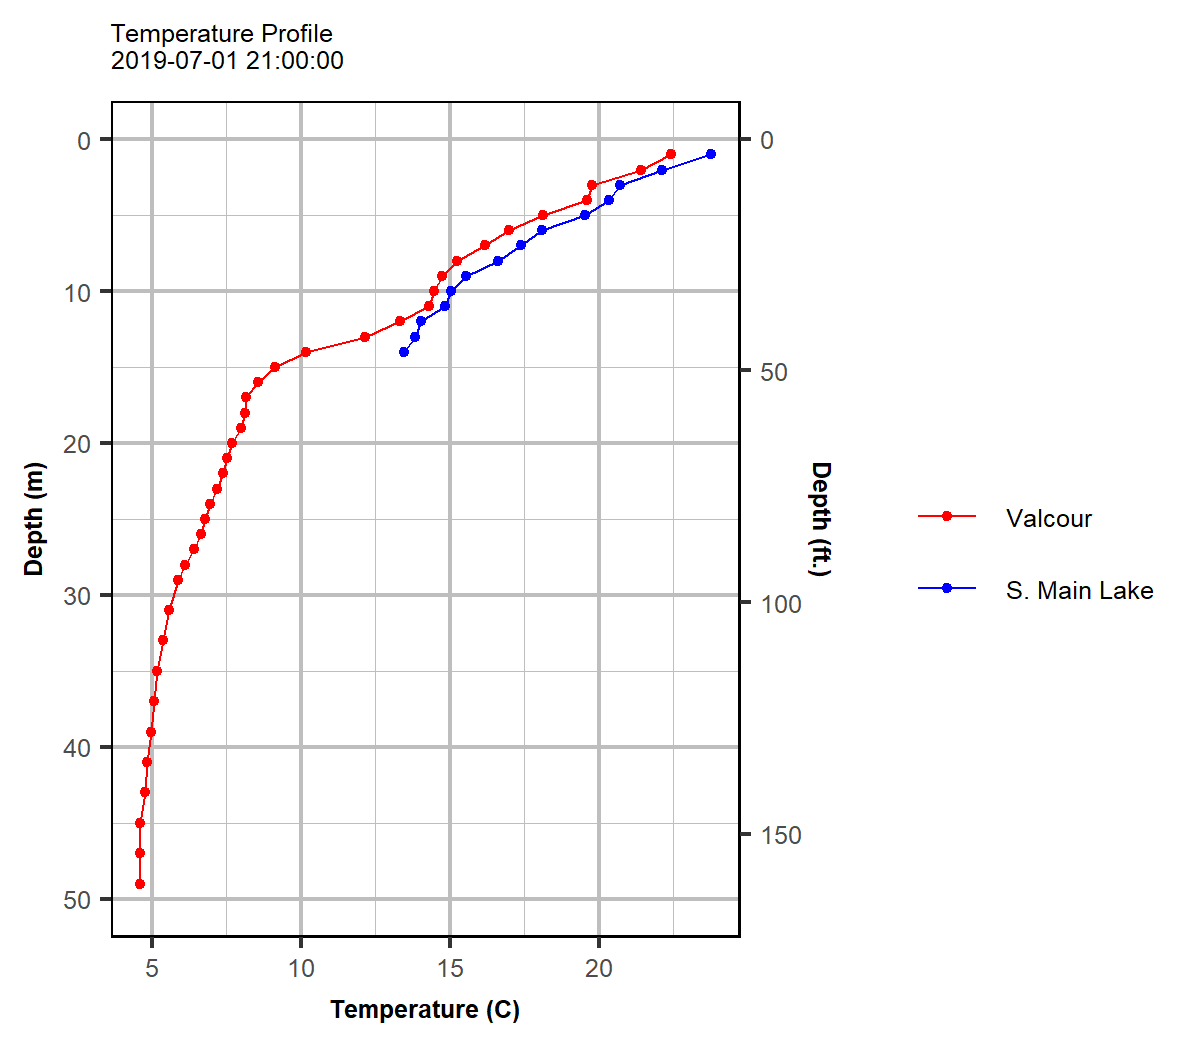 Temperature Profile
2019-07-01 21:00:00
0
10
20
30
40
50
Depth (m)
0
50
100
150
Depth (ft.)
5 10 15 20
Temperature (C)
Valcour
S. Main Lake